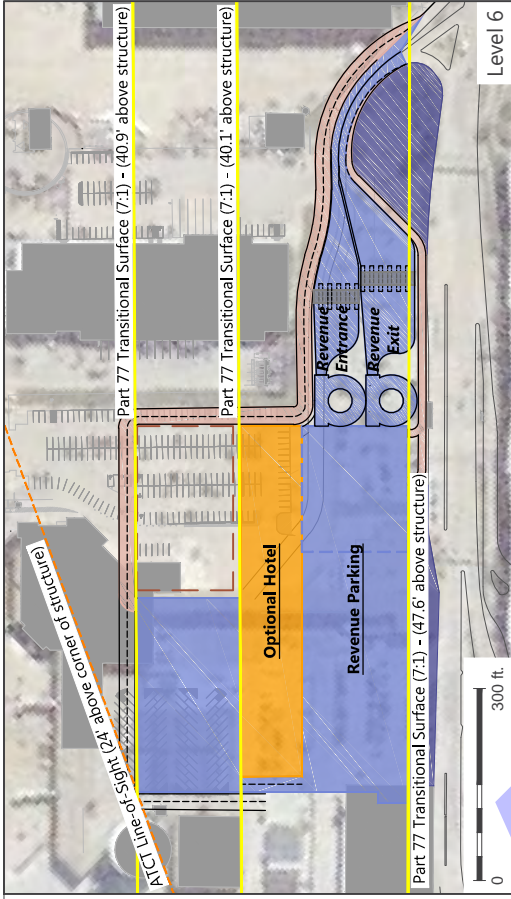 Part 77 Transitional Surface (7:1) - (40.9' above structure)
Part 77 Transitional Surface (7:1) - (40.1' above structure)
Level 6
Revenue
Entrance
Revenue
Exit
ATCT Line-of-Sight (24' above corner of structure)
Optional Hotel
Revenue Parking
Part 77 Transitional Surface (7:1) - (47.6' above structure)
0
300 ft.